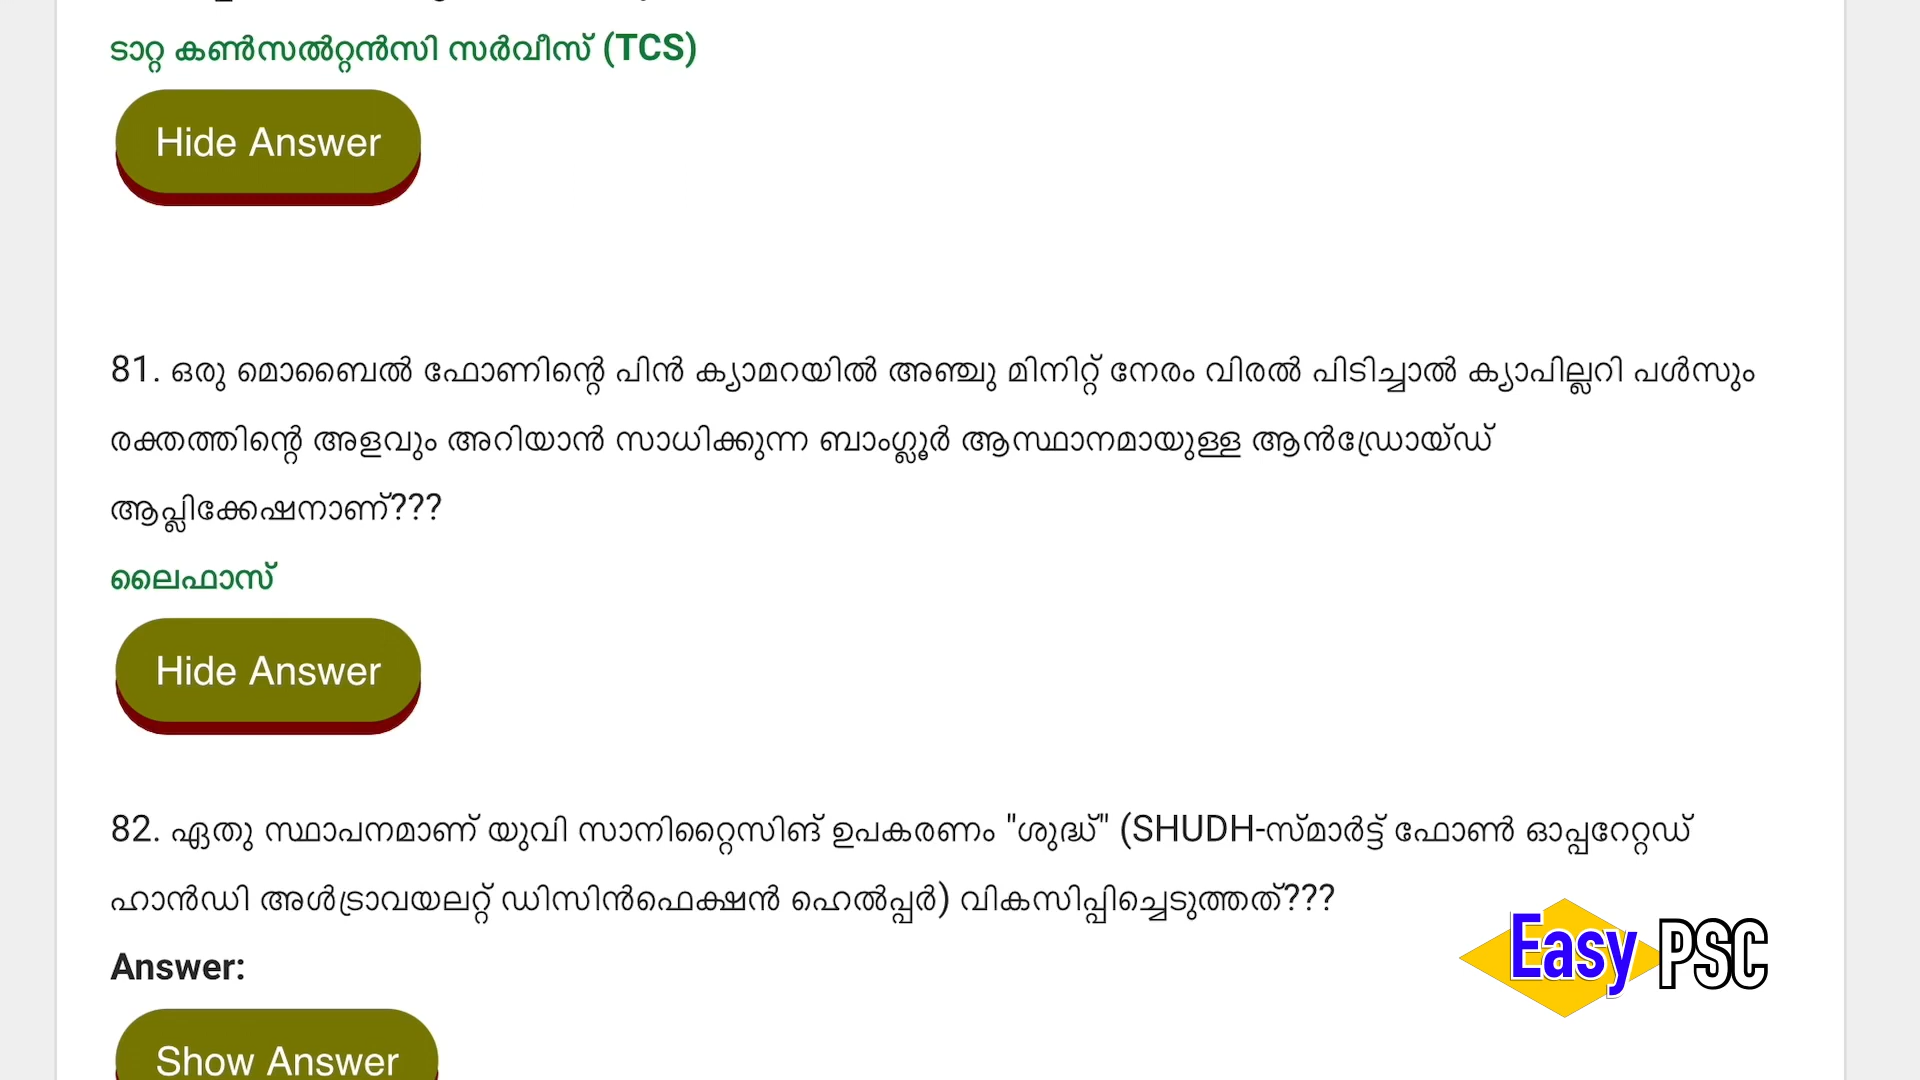 ടാറ്റ കൺസൽറ്റൻസി സർവീസ് (TCS)
Hide Answer
81. ഒരു മൊബൈൽ ഫോണിന്റെ പിൻ ക്യാമറയിൽ അഞ്ചു മിനിറ്റ് നേരം വിരൽ പിടിച്ചാൽ ക്യാപില്ലറി പൾസും
രക്തത്തിന്റെ അളവും അറിയാൻ സാധിക്കുന്ന ബാംഗ്ലൂർ ആസ്ഥാനമായുള്ള ആൻഡ്രോയ്ഡ്
ആപ്ലിക്കേഷനാണ്???
ലൈഫാസ്
Hide Answer
82. ഏതു സ്ഥാപനമാണ് യുവി സാനിറ്റൈസിങ് ഉപകരണം "ശുദ്ധ്" (SHUDH-സ്മാർട്ട് ഫോൺ ഓപ്പറേറ്റഡ്
ഹാൻഡി അൾട്രാവയലറ്റ് ഡിസിൻഫെക്ഷൻ ഹെൽപ്പർ) വികസിപ്പിച്ചെടുത്തത്???
Answer:
Easy PSC
Show Answer